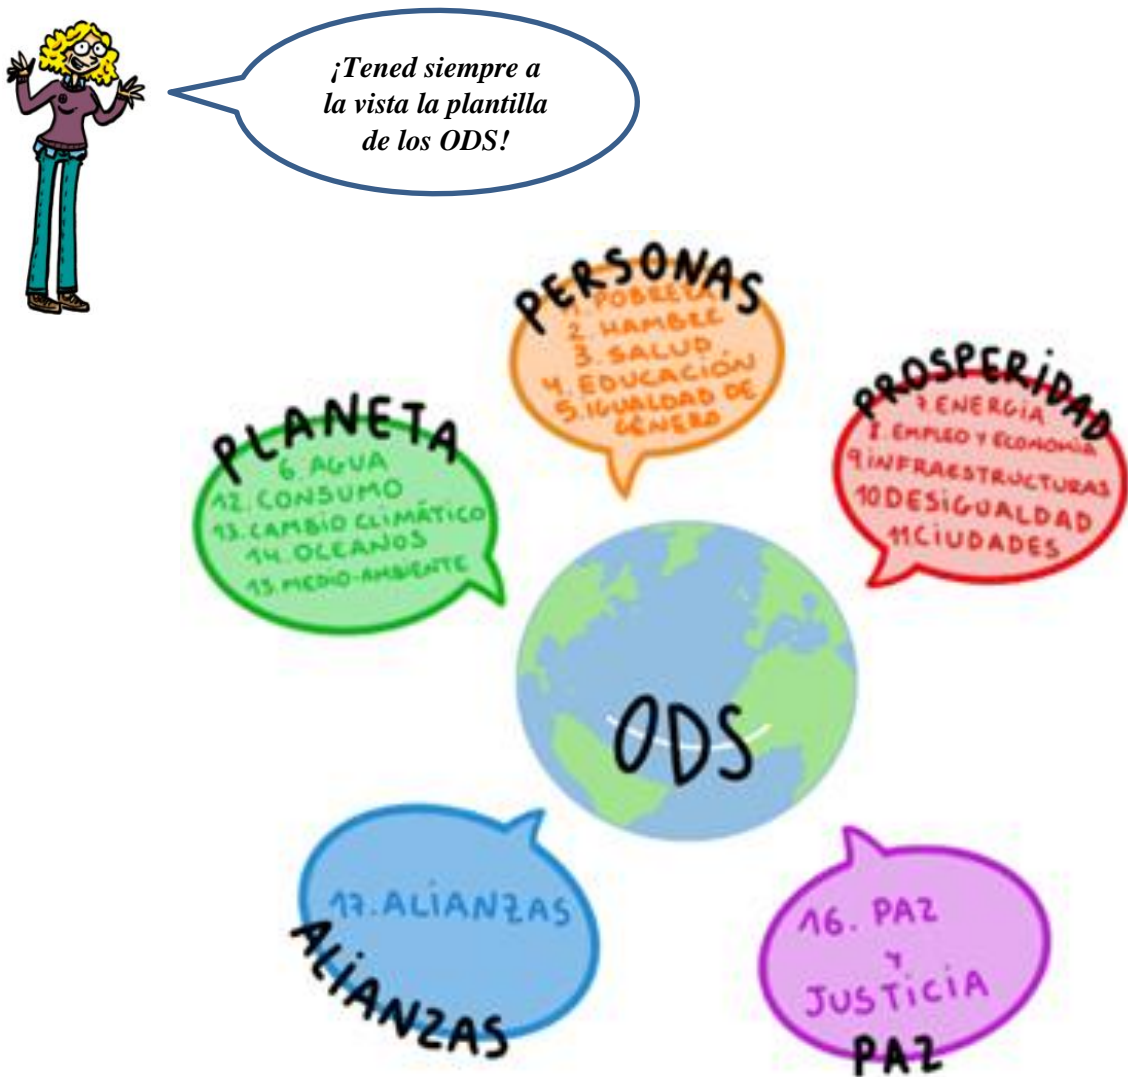 ¡Tened siempre a
la vista la plantilla
de los ODS!
PERSONAS
1. POBREZA
2. HAMBRE
3. SALUD
4. EDUCACIÓN
5. IGUALDAD DE
GÉNERO
PROSPERiDAD
7. ENERGÍA
8. EMPLEO Y ECONOMÍA
9. iNFRAESTRUCTURAS
10 DESiGUALDAD
11 CiUDADES
PLANETA
6. AGUA
12. CONSUMO
13. CAMBiO CLiMÁTiCO
14. OCEANOS
15. MEDiO-AMBiENTE
ODS
17. ALiANZAS
ALiANZAS
16. PAZ
Y
JUSTiCiA
PAZ